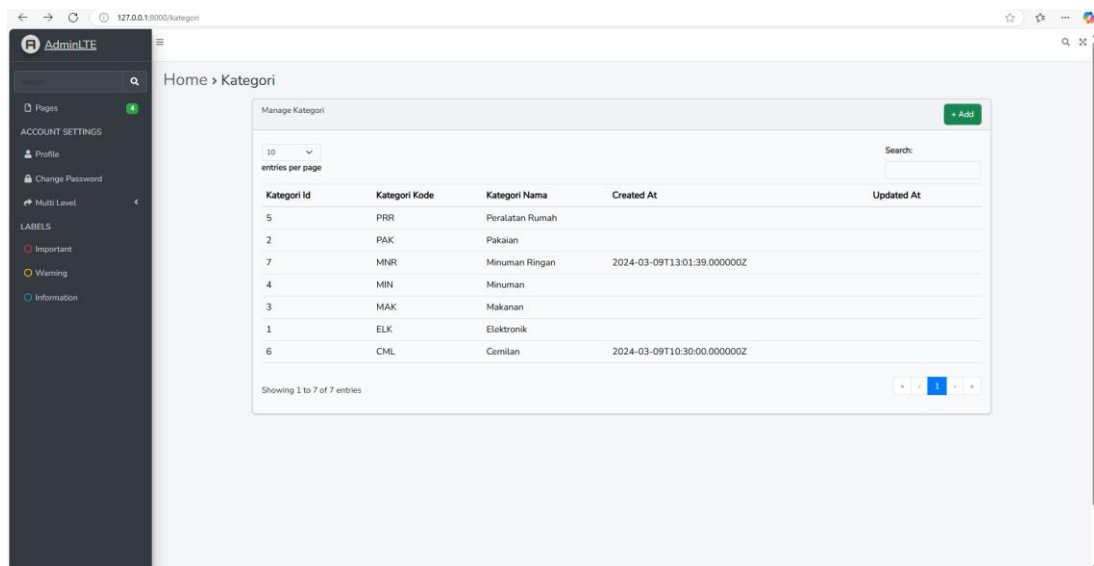 127.0.0.1:8000/kategori
AdminLTE
Home › Kategori
Pages 4
ACCOUNT SETTINGS
Profile
Change Password
Multi Level
LABELS
Important
Warning
Information
Manage Kategori
+ Add
10
entries per page
Search:
Kategori Id Kategori Kode Kategori Nama Created At Updated At
5 PRR Peralatan Rumah
2 PAK Pakaian
7 MNR Minuman Ringan 2024-03-09T13:01:39.000000Z
4 MIN Minuman
3 MAK Makanan
1 ELK Elektronik
6 CML Cemilan 2024-03-09T10:30:00.000000Z
Showing 1 to 7 of 7 entries
« ‹ 1 › »